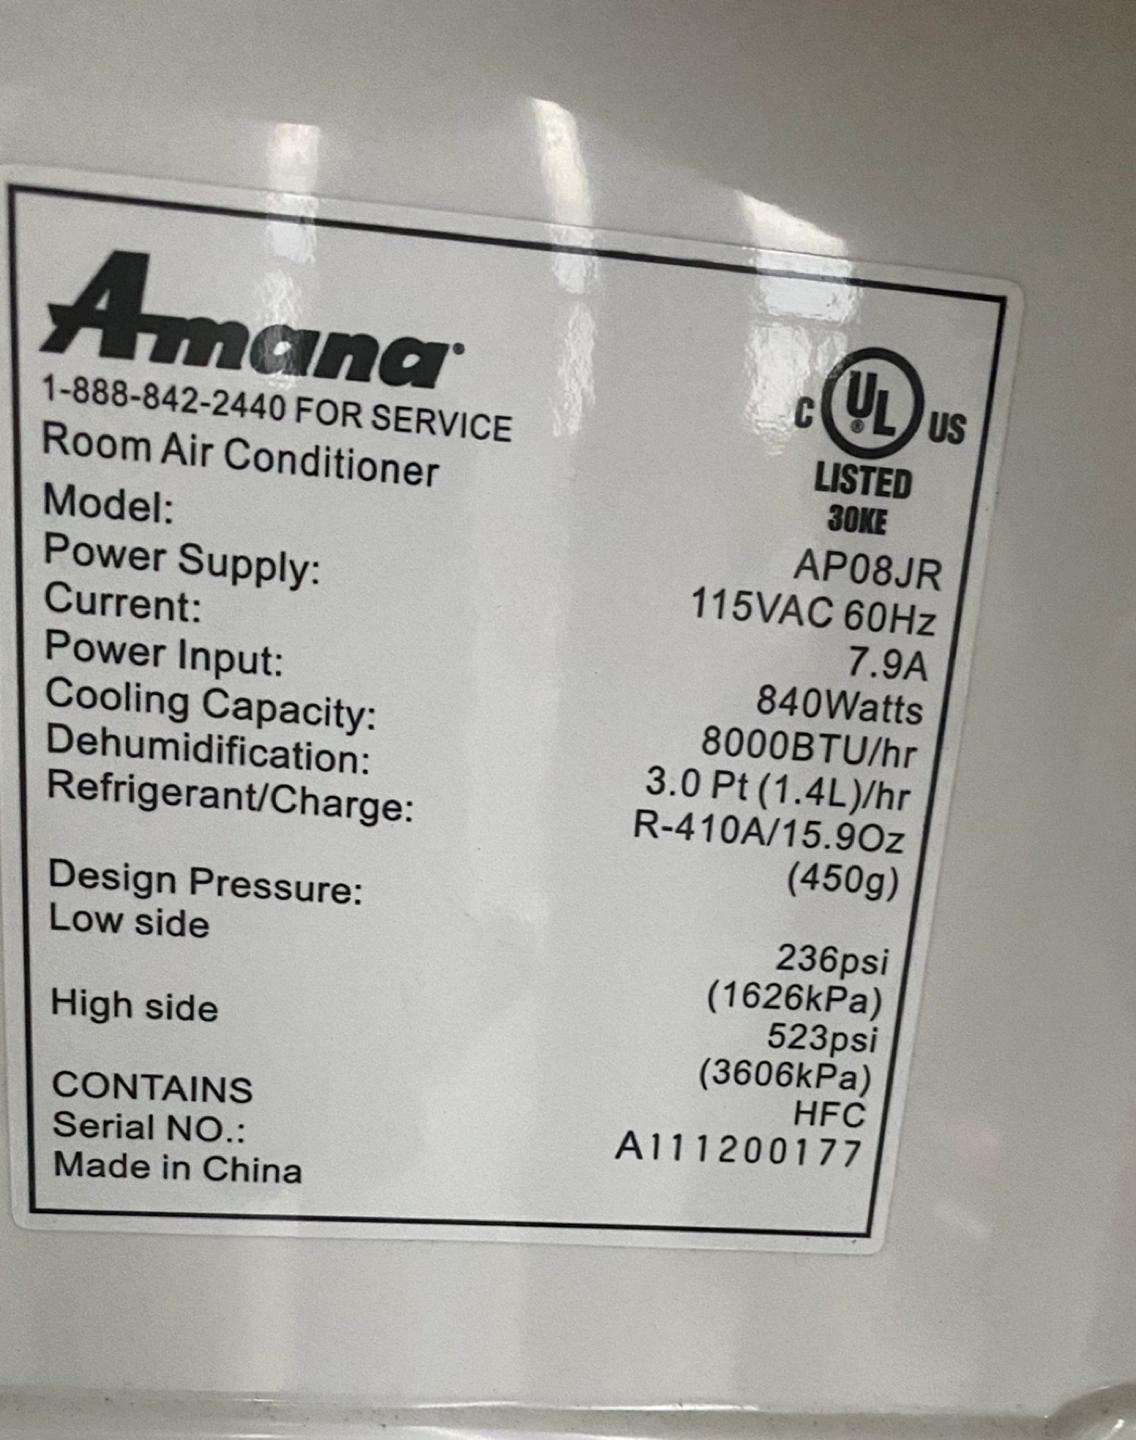 Amana
1-888-842-2440 FOR SERVICE
Room Air Conditioner
C UL® US
LISTED
30KE
Model: AP08JR
Power Supply: 115VAC 60Hz
Current: 7.9A
Power Input: 840Watts
Cooling Capacity: 8000BTU/hr
Dehumidification: 3.0 Pt (1.4L)/hr
Refrigerant/Charge: R-410A/15.9Oz
(450g)
Design Pressure:
Low side 236psi
(1626kPa)
High side 523psi
(3606kPa)
CONTAINS HFC
Serial NO.: A111200177
Made in China